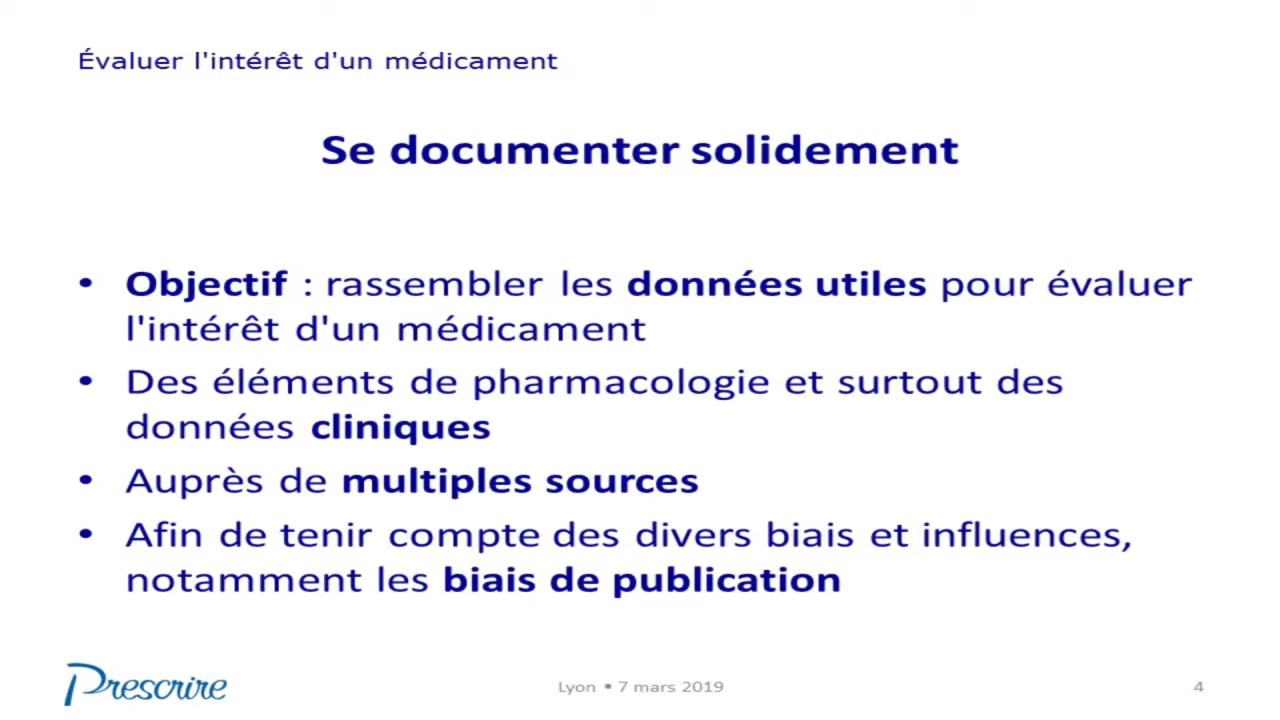 Évaluer l'intérêt d'un médicament
Se documenter solidement
• Objectif : rassembler les données utiles pour évaluer
l'intérêt d'un médicament
• Des éléments de pharmacologie et surtout des
données cliniques
• Auprès de multiples sources
• Afin de tenir compte des divers biais et influences,
notamment les biais de publication
Prescrire
Lyon • 7 mars 2019
4